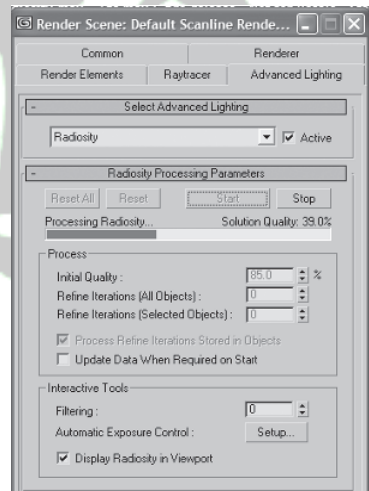 Render Scene: Default Scanline Rende...
Common Renderer
Render Elements Raytracer Advanced Lighting
- Select Advanced Lighting
Radiosity Active
- Radiosity Processing Parameters
Reset All Reset Start Stop
Processing Radiosity... Solution Quality: 39.0%
Process
Initial Quality : 85.0 %
Refine Iterations (All Objects) : 0
Refine Iterations (Selected Objects) : 0
Process Refine Iterations Stored in Objects
Update Data When Required on Start
Interactive Tools
Filtering : 0
Automatic Exposure Control : Setup...
Display Radiosity in Viewport